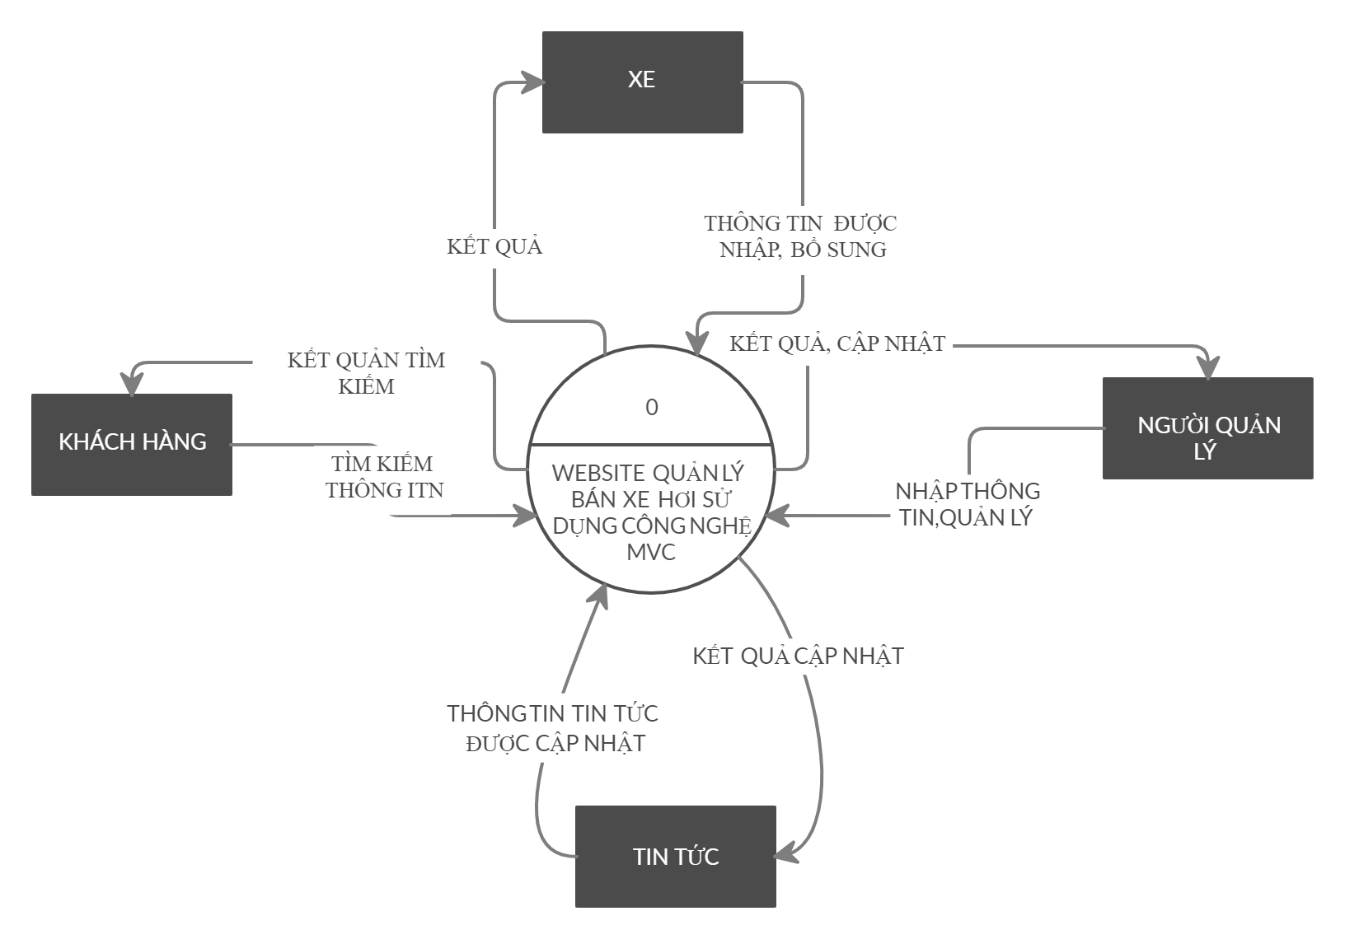 XE
KẾT QUẢ
THÔNG TIN ĐƯỢC
NHẬP, BỔ SUNG
KẾT QUẢN TÌM
KIẾM
KẾT QUẢ, CẬP NHẬT
KHÁCH HÀNG
TÌM KIẾM
THÔNG ITN
0
WEBSITE QUẢN LÝ
BÁN XE HƠI SỬ
DỤNG CÔNG NGHỆ
MVC
NGƯỜI QUẢN
LÝ
NHẬP THÔNG
TIN,QUẢN LÝ
KẾT QUẢ CẬP NHẬT
THÔNG TIN TIN TỨC
ĐƯỢC CẬP NHẬT
TIN TỨC